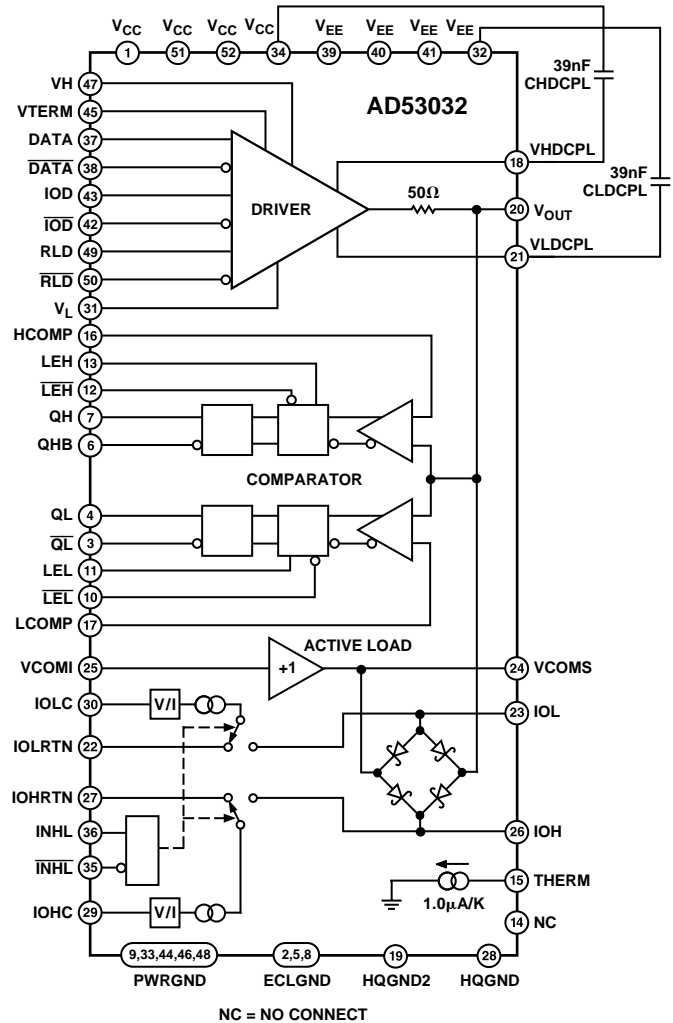 VCC VCC VCC VCC VEE VEE VEE VEE
1 51 52 34 39 40 41 32
39nF
CHDCPL
39nF
CLDCPL
AD53032
VH 47
VTERM 45
DATA 37
DATA 38
IOD 43
IOD 42
RLD 49
RLD 50
VL 31
DRIVER
50Ω
18 VHDCPL
20 VOUT
21 VLDCPL
HCOMP 16
LEH 13
LEH 12
QH 7
QHB 6
COMPARATOR
QL 4
QL 3
LEL 11
LEL 10
LCOMP 17
ACTIVE LOAD
VCOMI 25
+1
24 VCOMS
IOLC 30
V/I
23 IOL
IOLRTN 22
IOHRTN 27
INHL 36
INHL 35
26 IOH
15 THERM
1.0µA/K
IOHC 29
V/I
14 NC
9,33,44,46,48 2,5,8 19 28
PWRGND ECLGND HQGND2 HQGND
NC = NO CONNECT